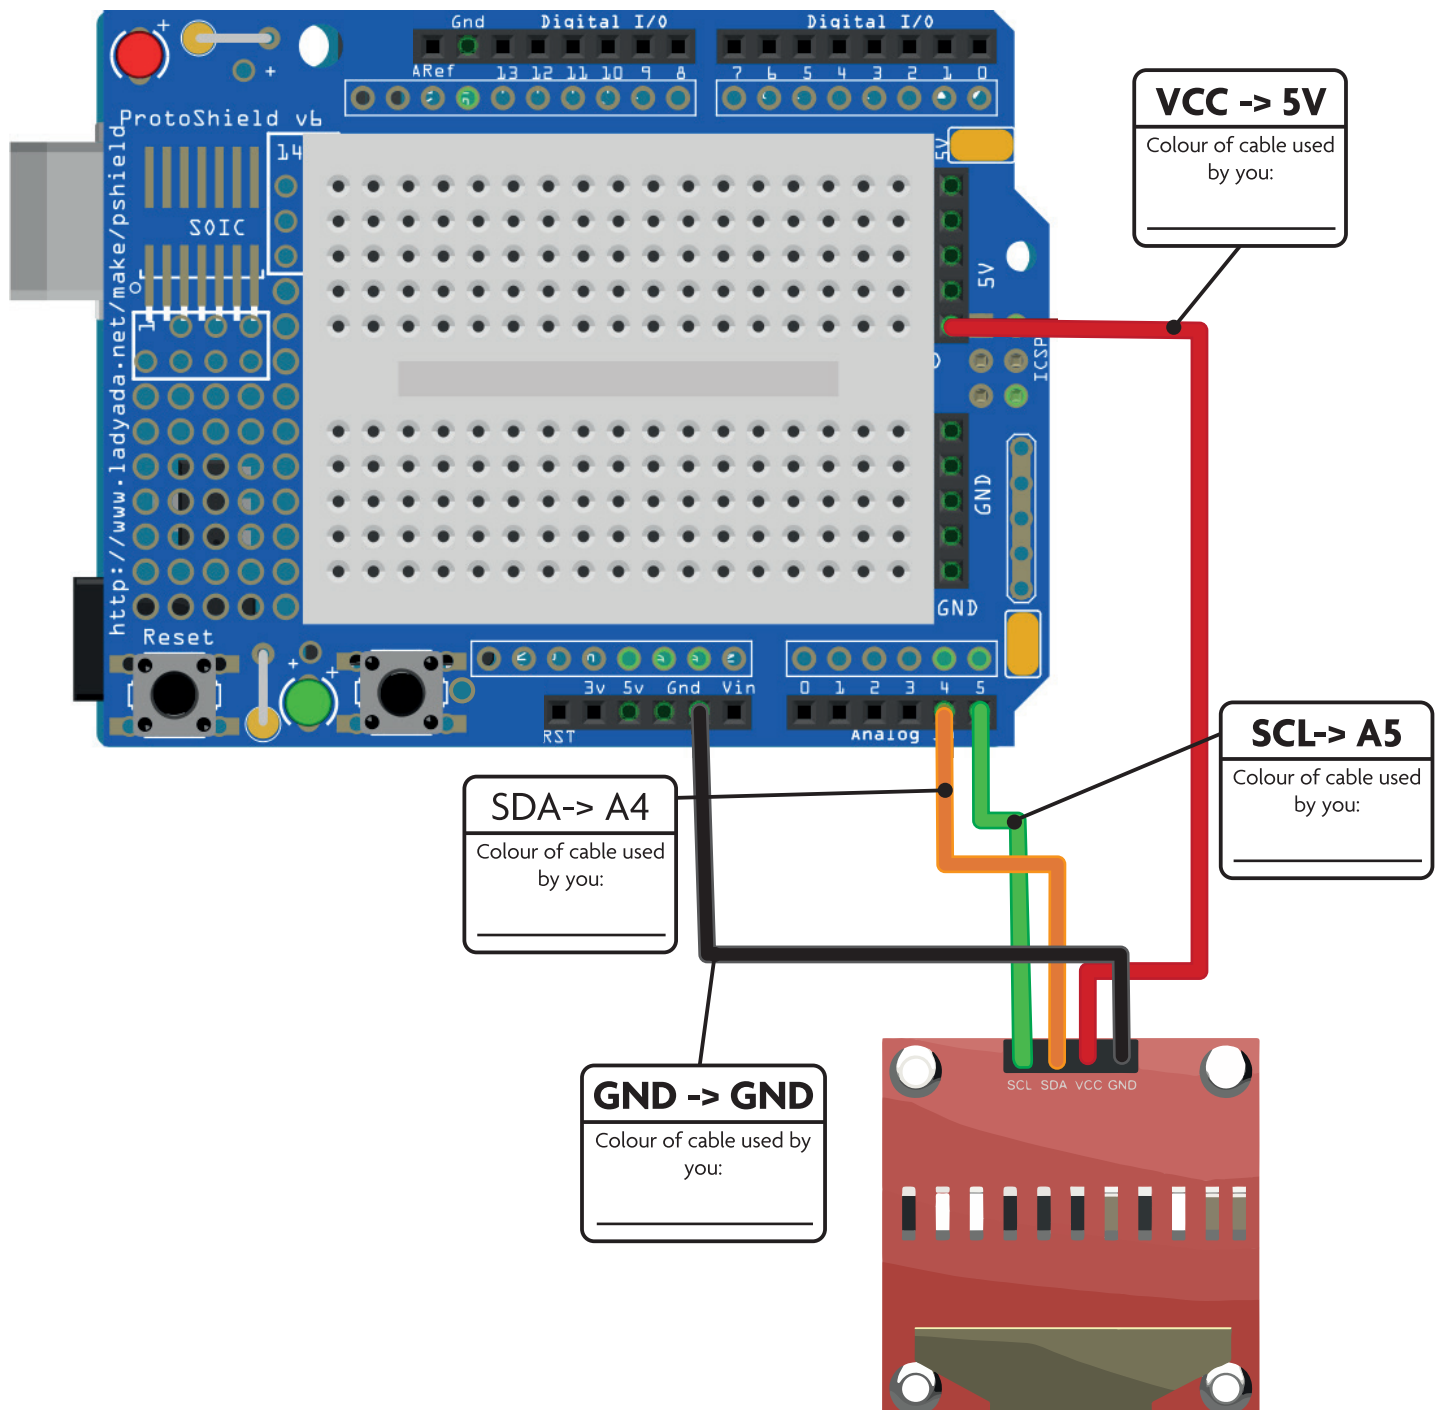 Gnd
Digital I/O
Digital I/O
+
+
ARef
13 12 11 10 9 8
7 6 5 4 3 2 1 0
ProtoShield v6
14
SOIC
1
http://www.ladyada.net/make/pshield
5V
5V
ICSP
GND
GND
VCC -> 5V
Colour of cable used
by you:
Reset
+
+
3v 5v Gnd Vin
RST
0 1 2 3 4 5
Analog
SCL-> A5
Colour of cable used
by you:
SDA-> A4
Colour of cable used
by you:
GND -> GND
Colour of cable used by
you:
SCL SDA VCC GND